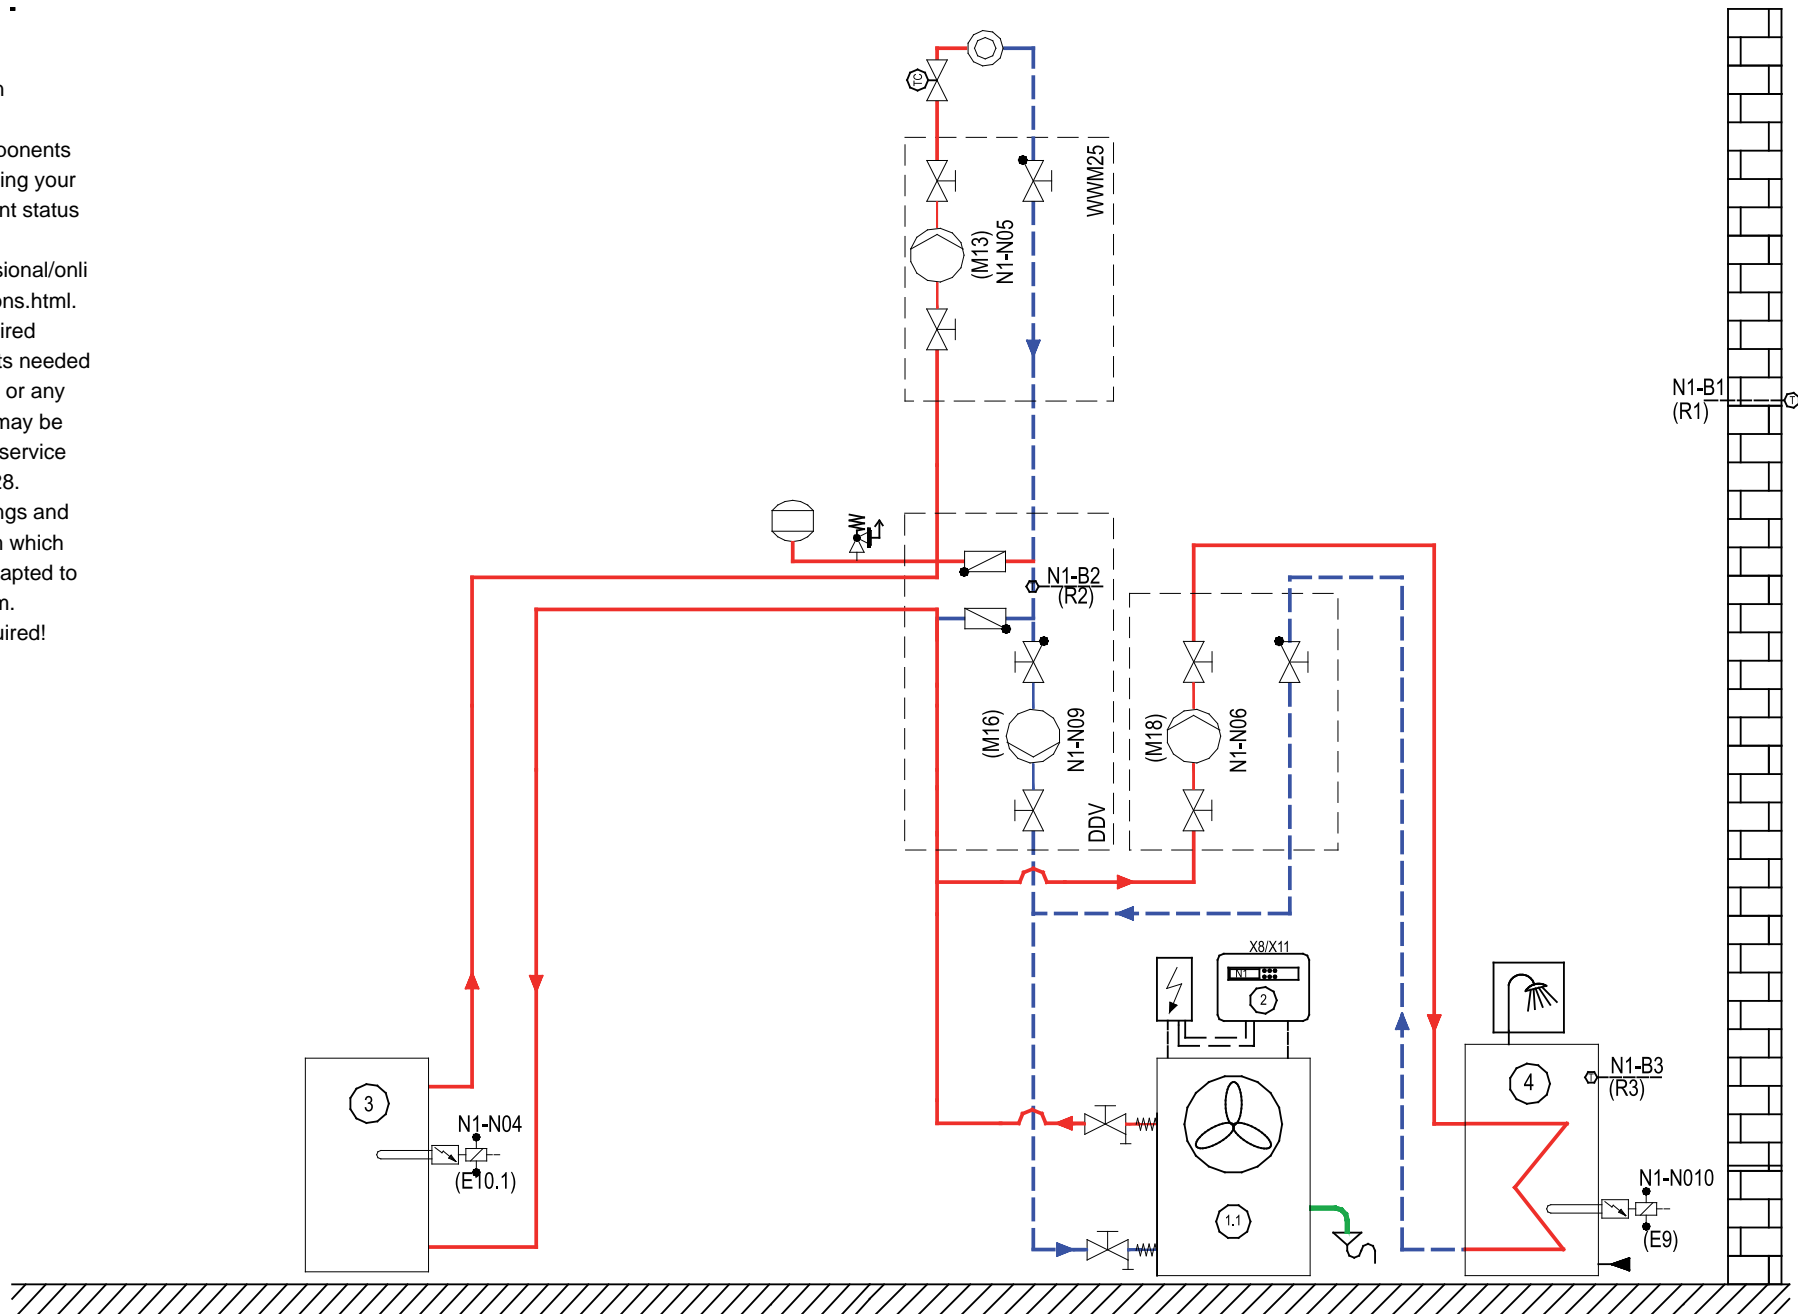 n
ponents
ing your
nt status
sional/onli
ons.html.
ired
ts needed
or any
may be
service
28.
ngs and
n which
apted to
n.
uired!
TC
WWM25
(M13)
N1-N05
N1-B1
(R1)
T
N1-B2
(R2)
(M16)
N1-N09
DDV
(M18)
N1-N06
X8/X11
N1
2
3
N1-N04
(E10.1)
1.1
4
N1-B3
(R3)
N1-N010
(E9)